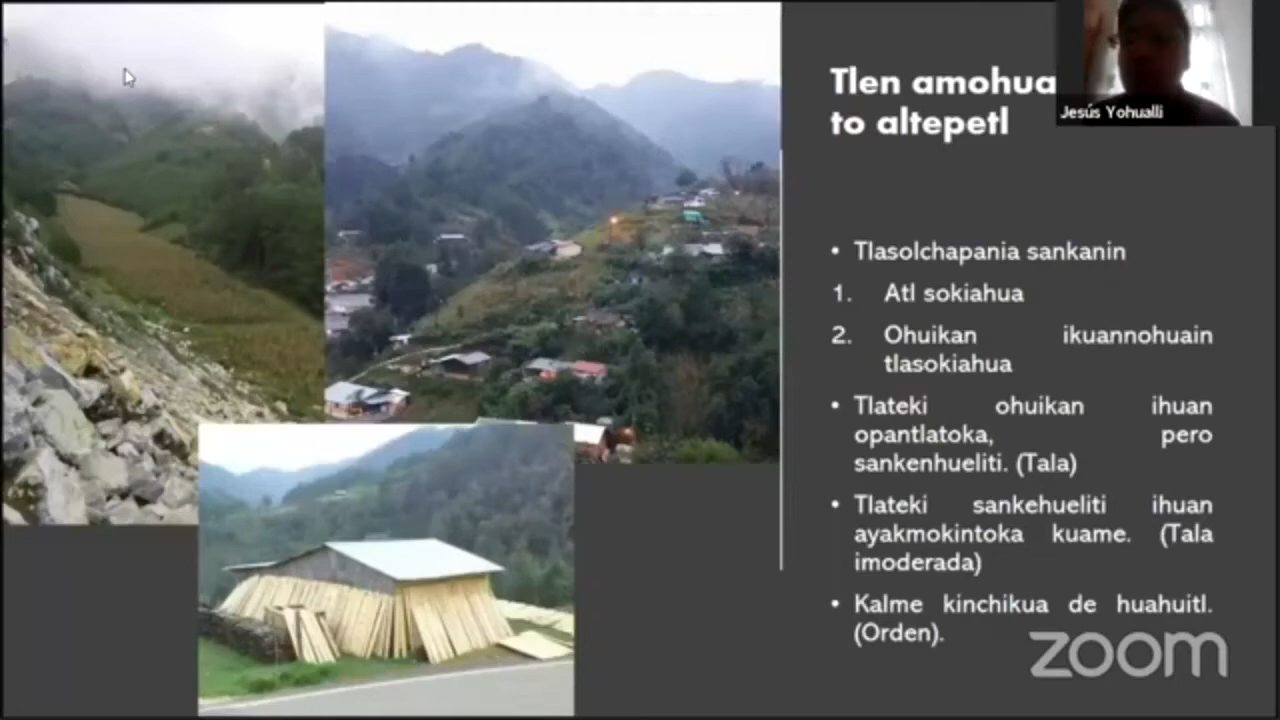 Tlen amohua
to altepetl
Jesús Yohualli
• Tlasolchapania sankanin
1. Atl sokiahua
2. Ohuikan ikuannohuain
tlasokiahua
• Tlateki ohuikan ihuan
opantlatoka, pero
sankenhueliti. (Tala)
• Tlateki sankehueliti ihuan
ayakmokintoka kuame. (Tala
imoderada)
• Kalme kinchikua de huahuitl.
(Orden).
zoom